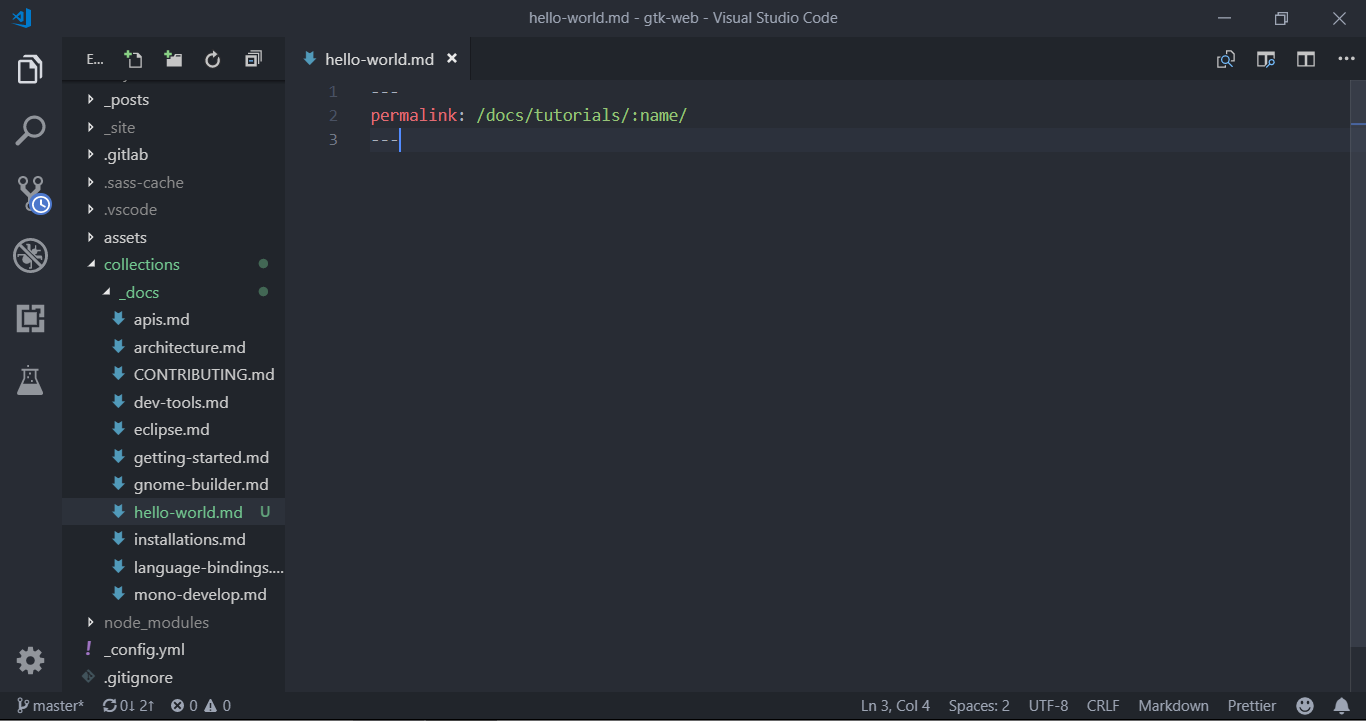 hello-world.md - gtk-web - Visual Studio Code
E...
hello-world.md
_posts
_site
.gitlab
.sass-cache
.vscode
assets
collections
_docs
apis.md
architecture.md
CONTRIBUTING.md
dev-tools.md
eclipse.md
getting-started.md
gnome-builder.md
hello-world.md U
installations.md
language-bindings....
mono-develop.md
node_modules
! _config.yml
.gitignore
1 ---
2 permalink: /docs/tutorials/:name/
3 ---
master* 0↓ 2↑ 0 0 Ln 3, Col 4 Spaces: 2 UTF-8 CRLF Markdown Prettier